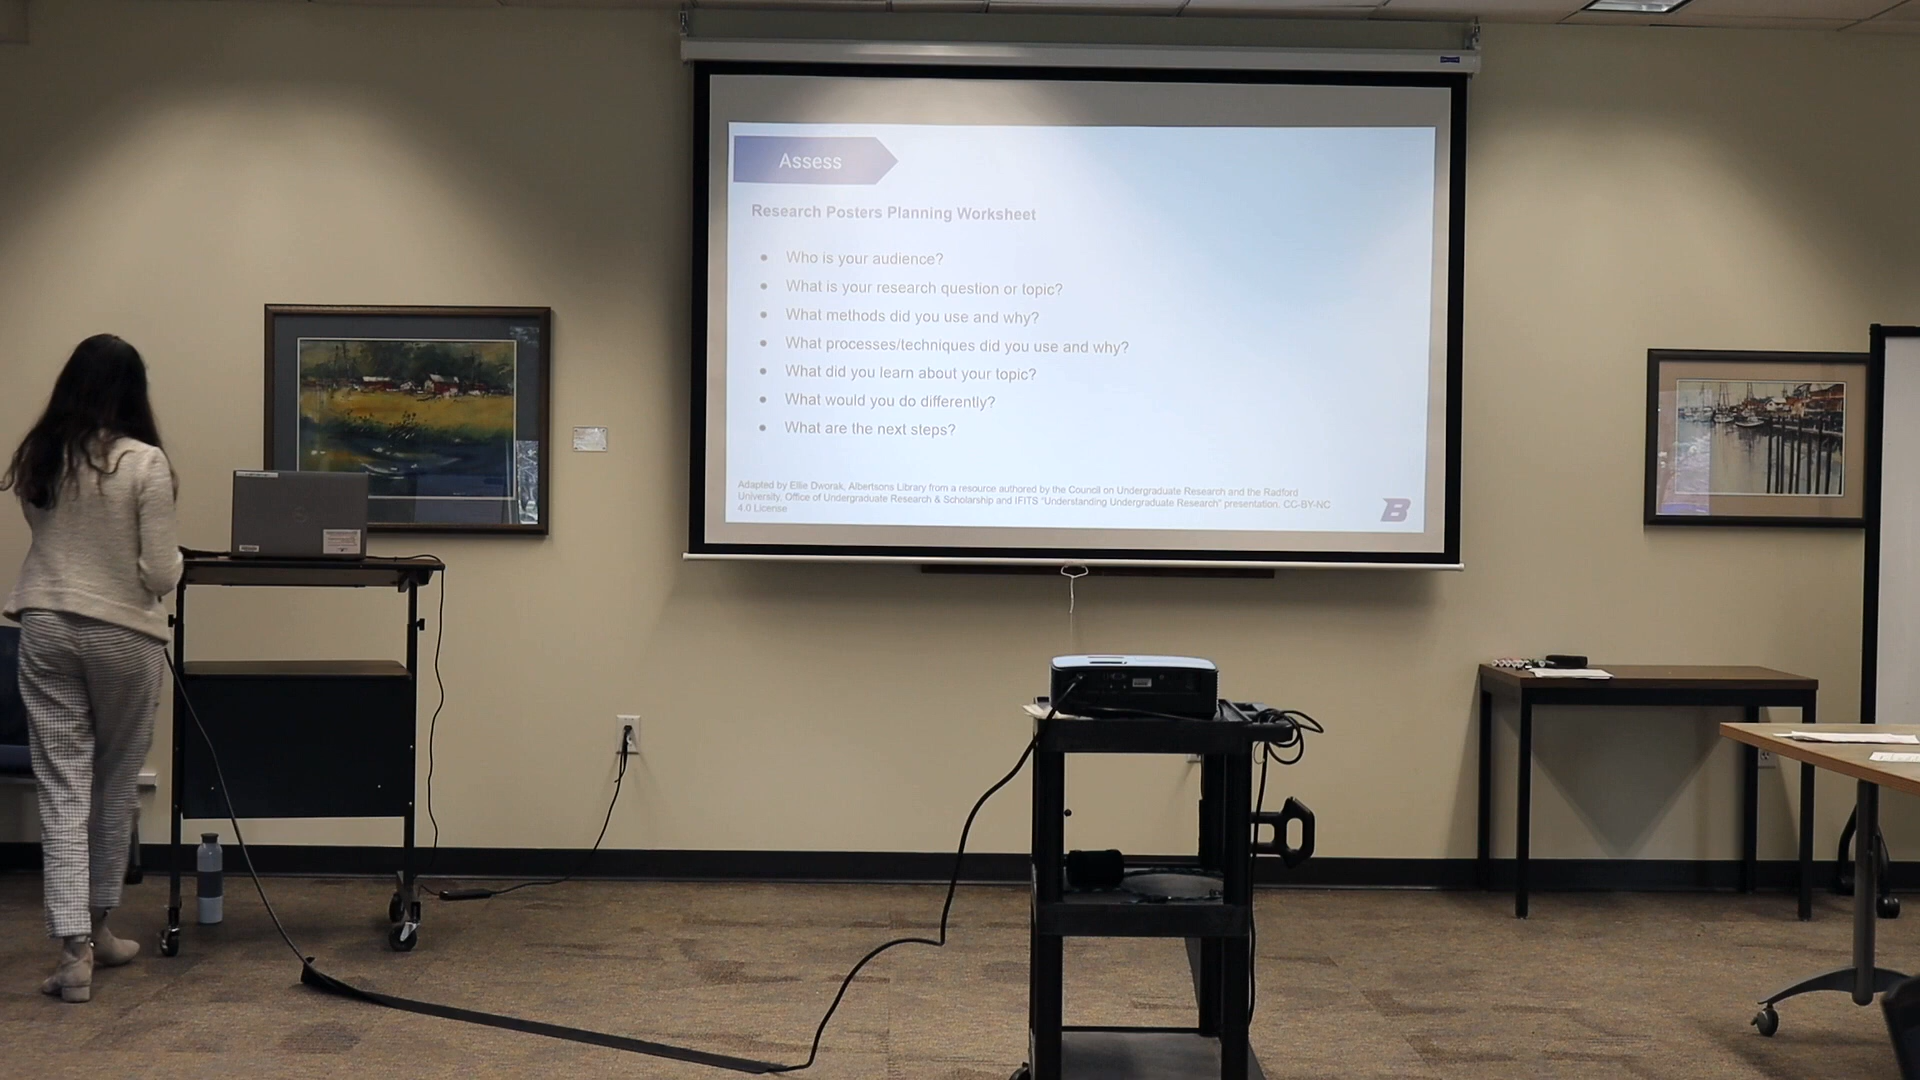 Assess
Research Posters Planning Worksheet
• Who is your audience?
• What is your research question or topic?
• What methods did you use and why?
• What processes/techniques did you use and why?
• What did you learn about your topic?
• What would you do differently?
• What are the next steps?
Adapted by Ellie Dworak, Albertsons Library from a resource authored by the Council on Undergraduate Research and the Radford
University, Office of Undergraduate Research & Scholarship and IFITS "Understanding Undergraduate Research" presentation. CC-BY-NC
4.0 License
B